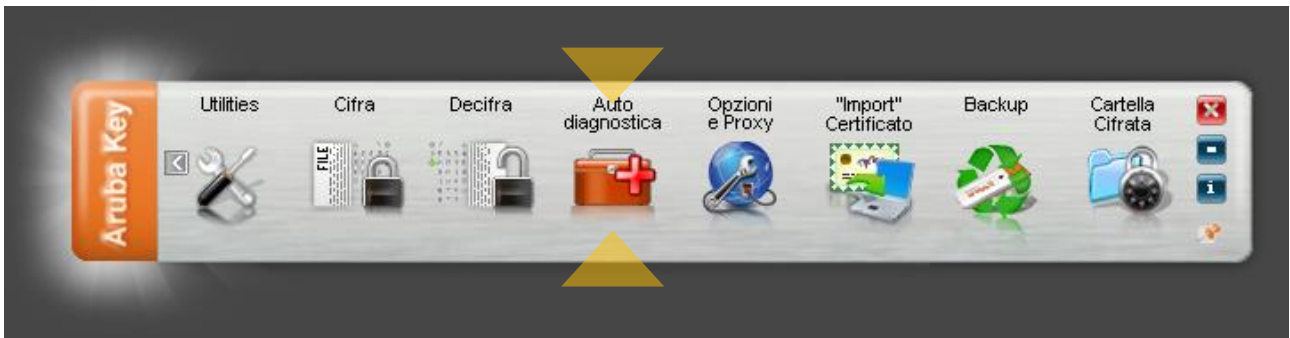 Aruba Key
Utilities
Cifra
Decifra
Auto
diagnostica
Opzioni
e Proxy
"Import"
Certificato
Backup
Cartella
Cifrata
FILE
i